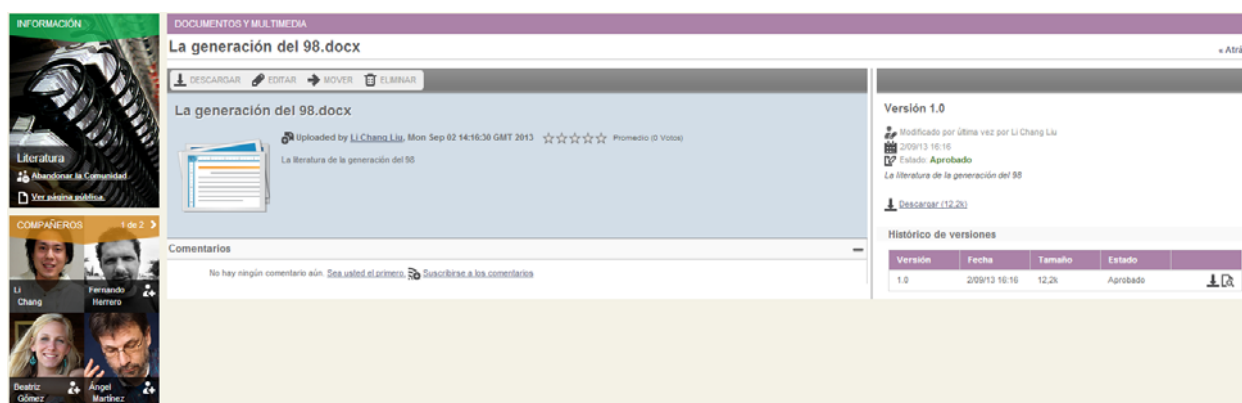 INFORMACIÓN
Literatura
Abandonar la Comunidad
Ver página pública.
COMPAÑEROS 1 de 2
Li Chang
Fernando Herrero
Beatriz Gómez
Ángel Martínez
DOCUMENTOS Y MULTIMEDIA
La generación del 98.docx
« Atrá
DESCARGAR EDITAR MOVER ELIMINAR
La generación del 98.docx
Uploaded by Li Chang Liu, Mon Sep 02 14:16:30 GMT 2013 Promedio (0 Votos)
La literatura de la generación del 98
Comentarios
No hay ningún comentario aún. Sea usted el primero. Suscribirse a los comentarios
Versión 1.0
Modificado por última vez por Li Chang Liu
2/09/13 16:16
Estado: Aprobado
La literatura de la generación del 98
Descargar (12,2k)
Histórico de versiones
Versión Fecha Tamaño Estado
1.0 2/09/13 16:16 12,2k Aprobado